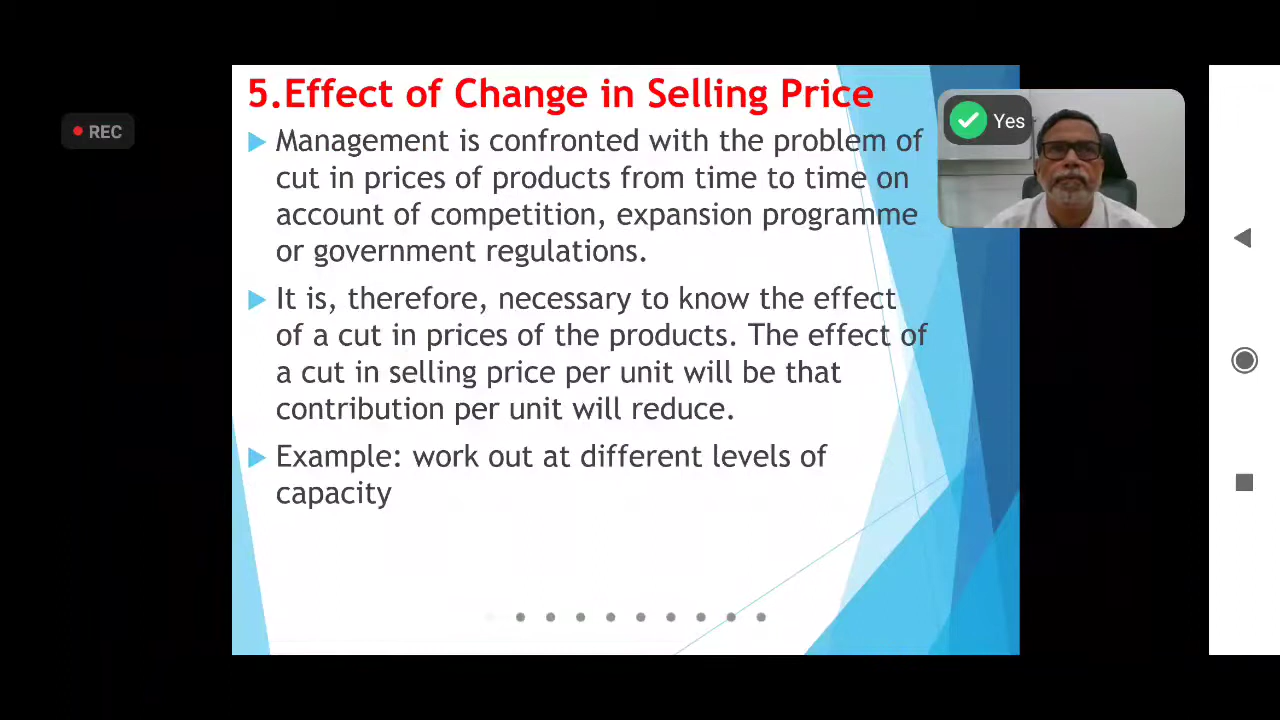 5.Effect of Change in Selling Price
Management is confronted with the problem of
cut in prices of products from time to time on
account of competition, expansion programme
or government regulations.
It is, therefore, necessary to know the effect
of a cut in prices of the products. The effect of
a cut in selling price per unit will be that
contribution per unit will reduce.
Example: work out at different levels of
capacity
REC
Yes